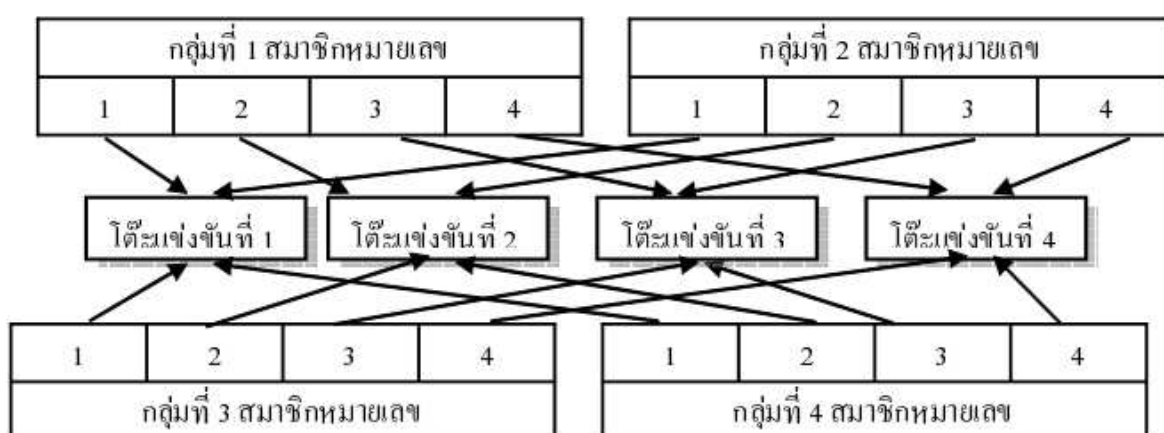 กลุ่มที่ 1 สมาชิกหมายเลข กลุ่มที่ 2 สมาชิกหมายเลข
1 2 3 4 1 2 3 4
โต๊ะแข่งขันที่ 1 โต๊ะแข่งขันที่ 2 โต๊ะแข่งขันที่ 3 โต๊ะแข่งขันที่ 4
1 2 3 4 1 2 3 4
กลุ่มที่ 3 สมาชิกหมายเลข กลุ่มที่ 4 สมาชิกหมายเลข